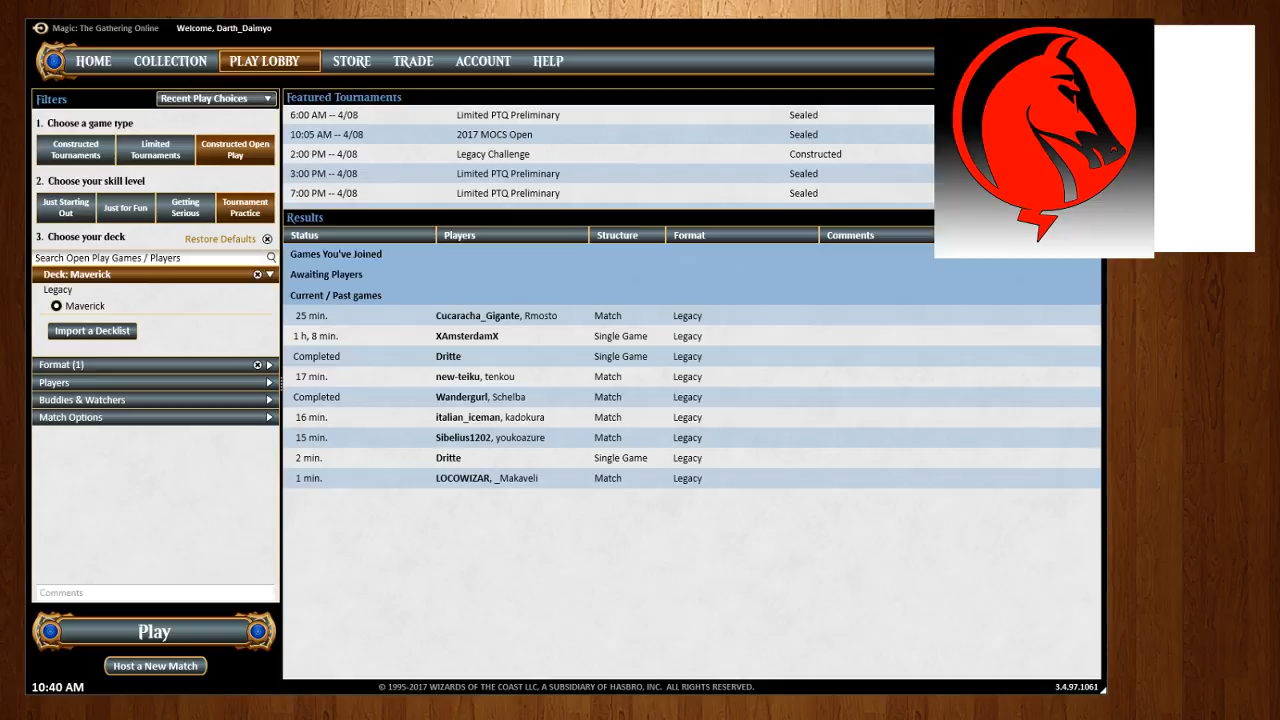 Magic: The Gathering Online Welcome, Darth_Daimyo
HOME COLLECTION PLAY LOBBY STORE TRADE ACCOUNT HELP
Filters Recent Play Choices
1. Choose a game type
Constructed Tournaments Limited Tournaments Constructed Open Play
2. Choose your skill level
Just Starting Out Just for Fun Getting Serious Tournament Practice
3. Choose your deck Restore Defaults
Search Open Play Games / Players
Deck: Maverick
Legacy
Maverick
Import a Decklist
Format (1)
Players
Buddies & Watchers
Match Options
Comments
Play
Host a New Match
10:40 AM
Featured Tournaments
6:00 AM -- 4/08 Limited PTQ Preliminary Sealed
10:05 AM -- 4/08 2017 MOCS Open Sealed
2:00 PM -- 4/08 Legacy Challenge Constructed
3:00 PM -- 4/08 Limited PTQ Preliminary Sealed
7:00 PM -- 4/08 Limited PTQ Preliminary Sealed
Results
Status Players Structure Format Comments
Games You've Joined
Awaiting Players
Current / Past games
25 min. Cucaracha_Gigante, Rmosto Match Legacy
1 h, 8 min. XAmsterdamX Single Game Legacy
Completed Dritte Single Game Legacy
17 min. new-teiku, tenkou Match Legacy
Completed Wandergurl, Schelba Match Legacy
16 min. italian_iceman, kadokura Match Legacy
15 min. Sibelius1202, youkoazure Match Legacy
2 min. Dritte Single Game Legacy
1 min. LOCOWIZAR, _Makaveli Match Legacy
© 1995-2017 WIZARDS OF THE COAST LLC, A SUBSIDIARY OF HASBRO, INC. ALL RIGHTS RESERVED.
3.4.97.1061